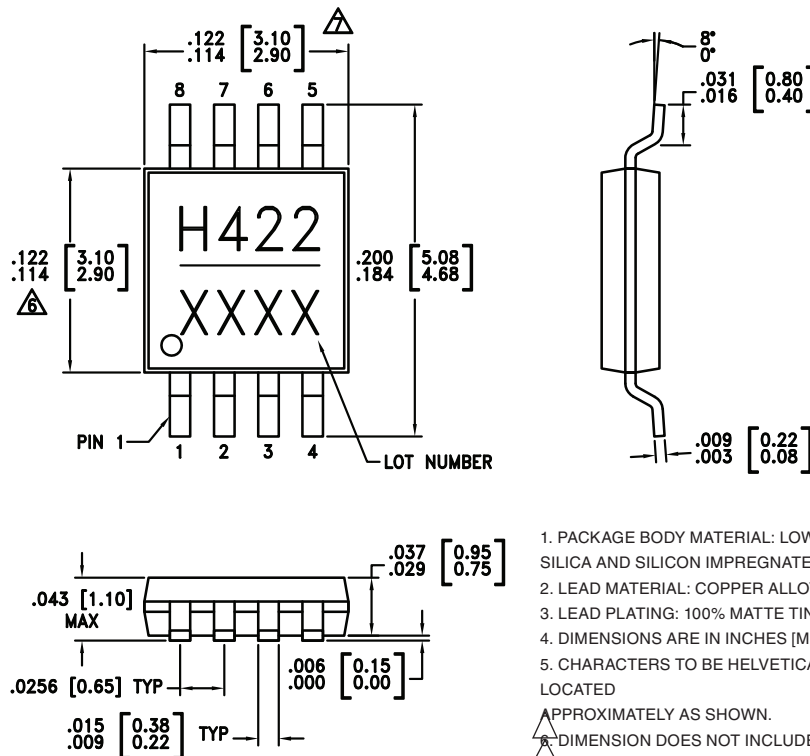 .122 [3.10]
.114 [2.90]
7
8 7 6 5
H422
XXXX
.122 [3.10]
.114 [2.90]
6
.200 [5.08]
.184 [4.68]
PIN 1
1 2 3 4
LOT NUMBER
8°
0°
.031 [0.80]
.016 [0.40]
.009 [0.22]
.003 [0.08]
.043 [1.10]
MAX
.037 [0.95]
.029 [0.75]
.0256 [0.65] TYP
.006 [0.15]
.000 [0.00]
.015 [0.38]
.009 [0.22]
TYP
1. PACKAGE BODY MATERIAL: LOW
SILICA AND SILICON IMPREGNATE
2. LEAD MATERIAL: COPPER ALLO
3. LEAD PLATING: 100% MATTE TIN
4. DIMENSIONS ARE IN INCHES [M
5. CHARACTERS TO BE HELVETICA
LOCATED
APPROXIMATELY AS SHOWN.
DIMENSION DOES NOT INCLUDE